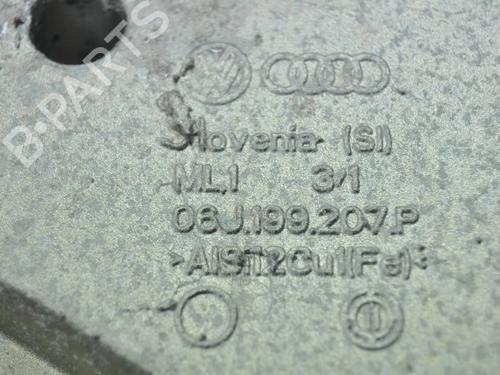 B-PARTS
Slovenia (SI)
ML1 3/1
06J.199.207.P
>AlSi12Cu1(Fe)<